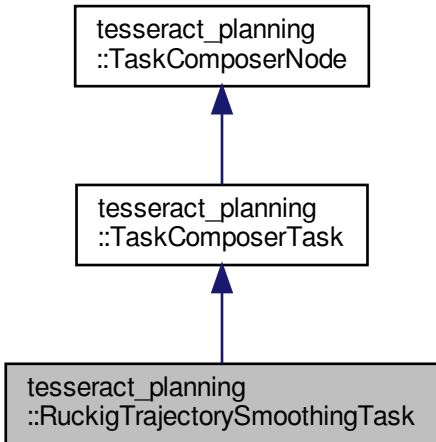 tesseract_planning
::TaskComposerNode
tesseract_planning
::TaskComposerTask
tesseract_planning
::RuckigTrajectorySmoothingTask